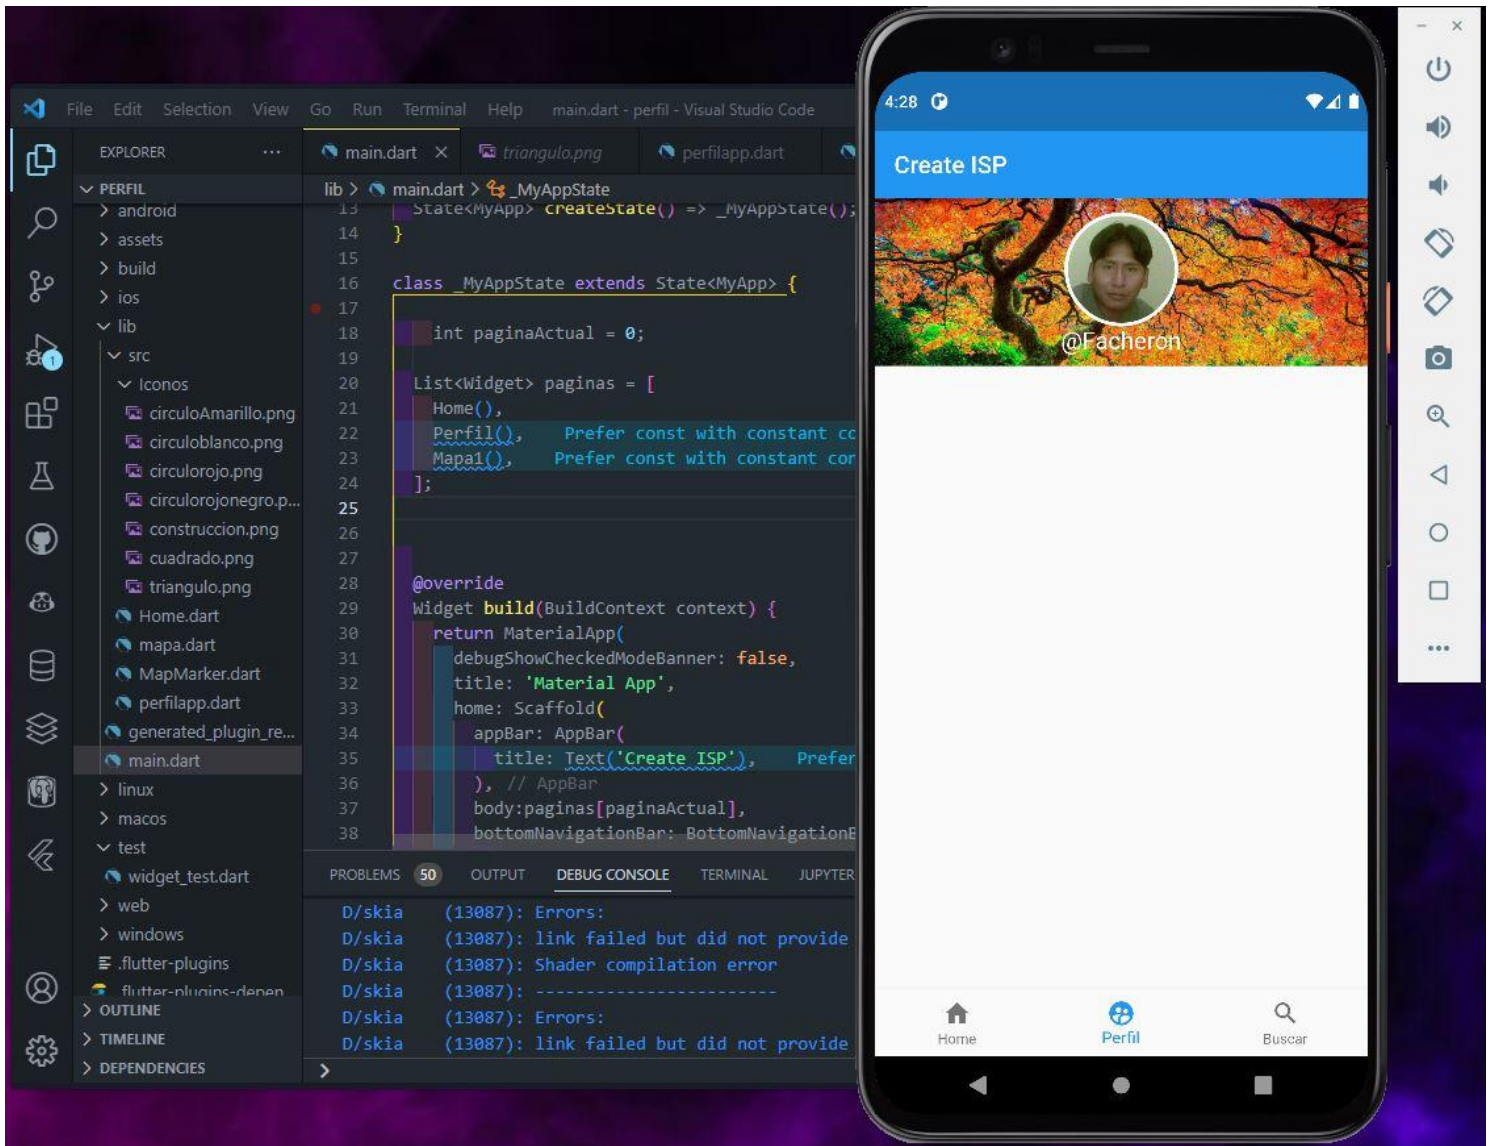 File Edit Selection View Go Run Terminal Help main.dart - perfil - Visual Studio Code
EXPLORER
main.dart
triangulo.png
perfilapp.dart
PERFIL
android
assets
build
ios
lib
src
Iconos
circuloAmarillo.png
circuloblanco.png
circulorojo.png
circulorojonegro.p...
construccion.png
cuadrado.png
triangulo.png
Home.dart
mapa.dart
MapMarker.dart
perfilapp.dart
generated_plugin_re...
main.dart
linux
macos
test
widget_test.dart
web
windows
.flutter-plugins
.flutter-plugins-depen
OUTLINE
TIMELINE
DEPENDENCIES
1
lib > main.dart > _MyAppState
13 State<MyApp> createState() => _MyAppState();
14 }
15
16 class _MyAppState extends State<MyApp> {
17
18 int paginaActual = 0;
19
20 List<Widget> paginas = [
21 Home(),
22 Perfil(), Prefer const with constant co
23 Mapa1(), Prefer const with constant con
24 ];
25
26
27
28 @override
29 Widget build(BuildContext context) {
30 return MaterialApp(
31 debugShowCheckedModeBanner: false,
32 title: 'Material App',
33 home: Scaffold(
34 appBar: AppBar(
35 title: Text('Create ISP'), Prefer
36 ), // AppBar
37 body:paginas[paginaActual],
38 bottomNavigationBar: BottomNavigationB
PROBLEMS 50 OUTPUT DEBUG CONSOLE TERMINAL JUPYTER
D/skia (13087): Errors:
D/skia (13087): link failed but did not provide
D/skia (13087): Shader compilation error
D/skia (13087): ------------------------
D/skia (13087): Errors:
D/skia (13087): link failed but did not provide
>
4:28
Create ISP
@Facheron
Home
Perfil
Buscar